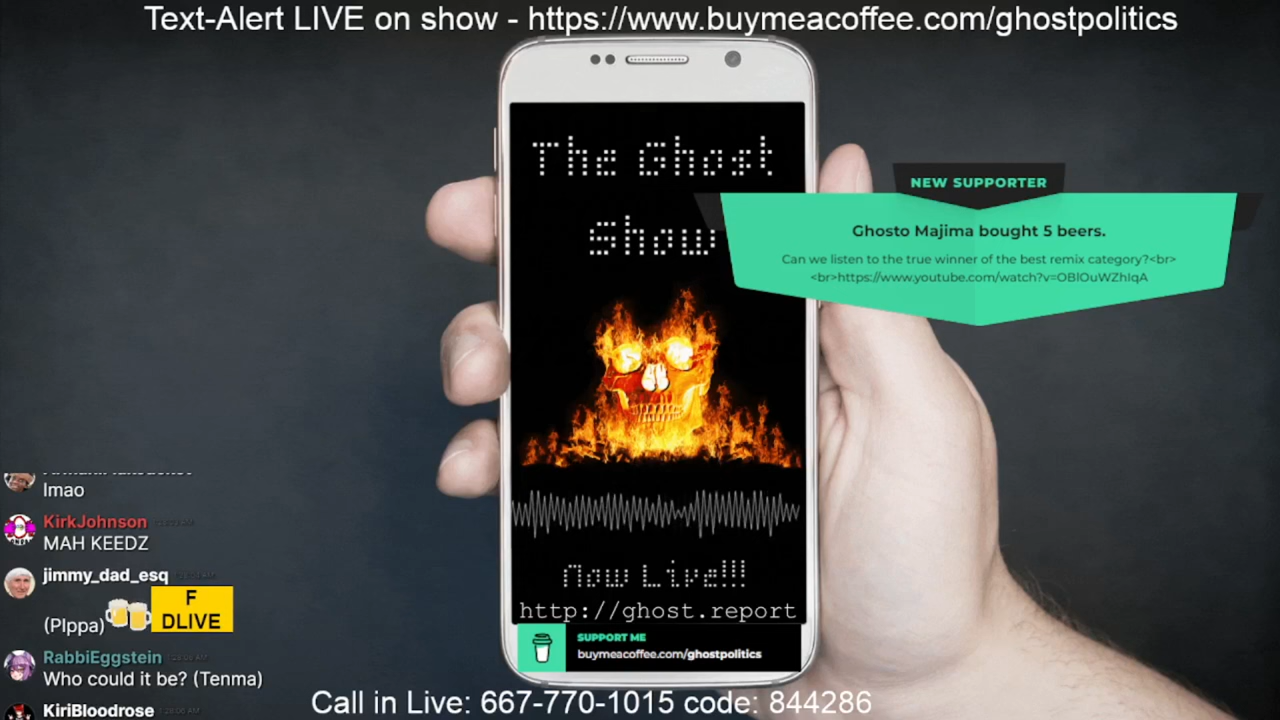 Text-Alert LIVE on show - https://www.buymeacoffee.com/ghostpolitics
The Ghost
Show
NEW SUPPORTER
Ghosto Majima bought 5 beers.
Can we listen to the true winner of the best remix category?<br>
<br>https://www.youtube.com/watch?v=OBlOuWZhIqA
Now Live!!!
http://ghost.report
SUPPORT ME
buymeacoffee.com/ghostpolitics
lmao
KirkJohnson
MAH KEEDZ
jimmy_dad_esq
F
DLIVE
(PIppa)
RabbiEggstein
Who could it be? (Tenma)
KiriBloodrose
Call in Live: 667-770-1015 code: 844286